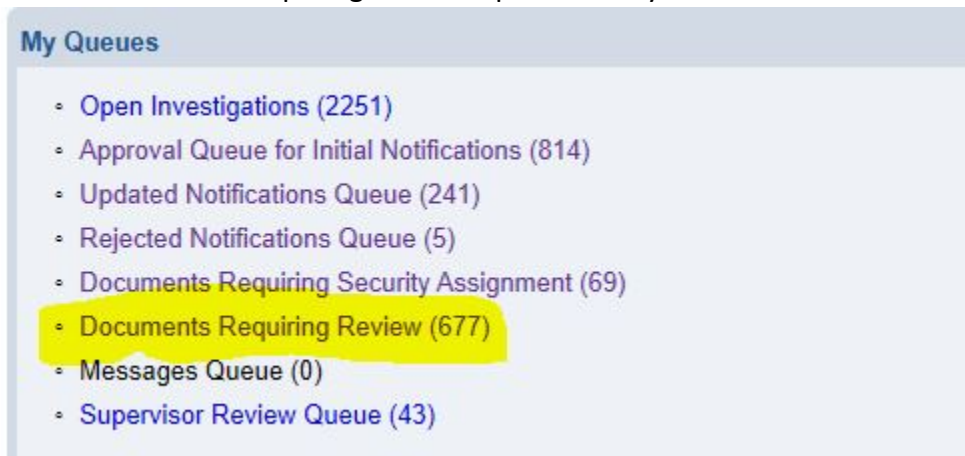 My Queues
Open Investigations (2251)
Approval Queue for Initial Notifications (814)
Updated Notifications Queue (241)
Rejected Notifications Queue (5)
Documents Requiring Security Assignment (69)
Documents Requiring Review (677)
Messages Queue (0)
Supervisor Review Queue (43)